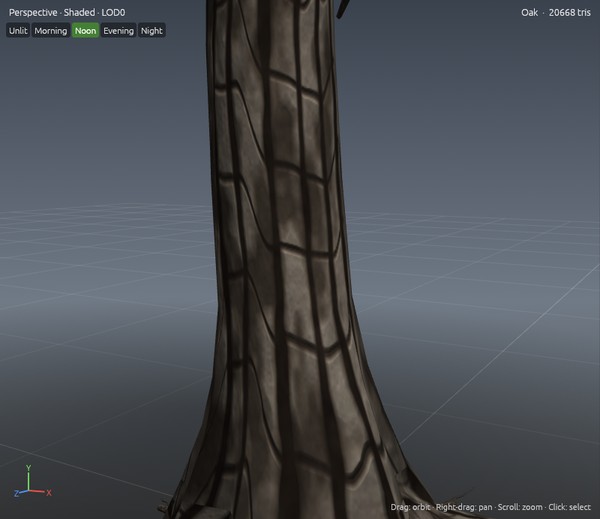 Perspective · Shaded · LOD0
Oak · 20668 tris
Unlit Morning Noon Evening Night
Y
Z X
Drag: orbit · Right-drag: pan · Scroll: zoom · Click: select